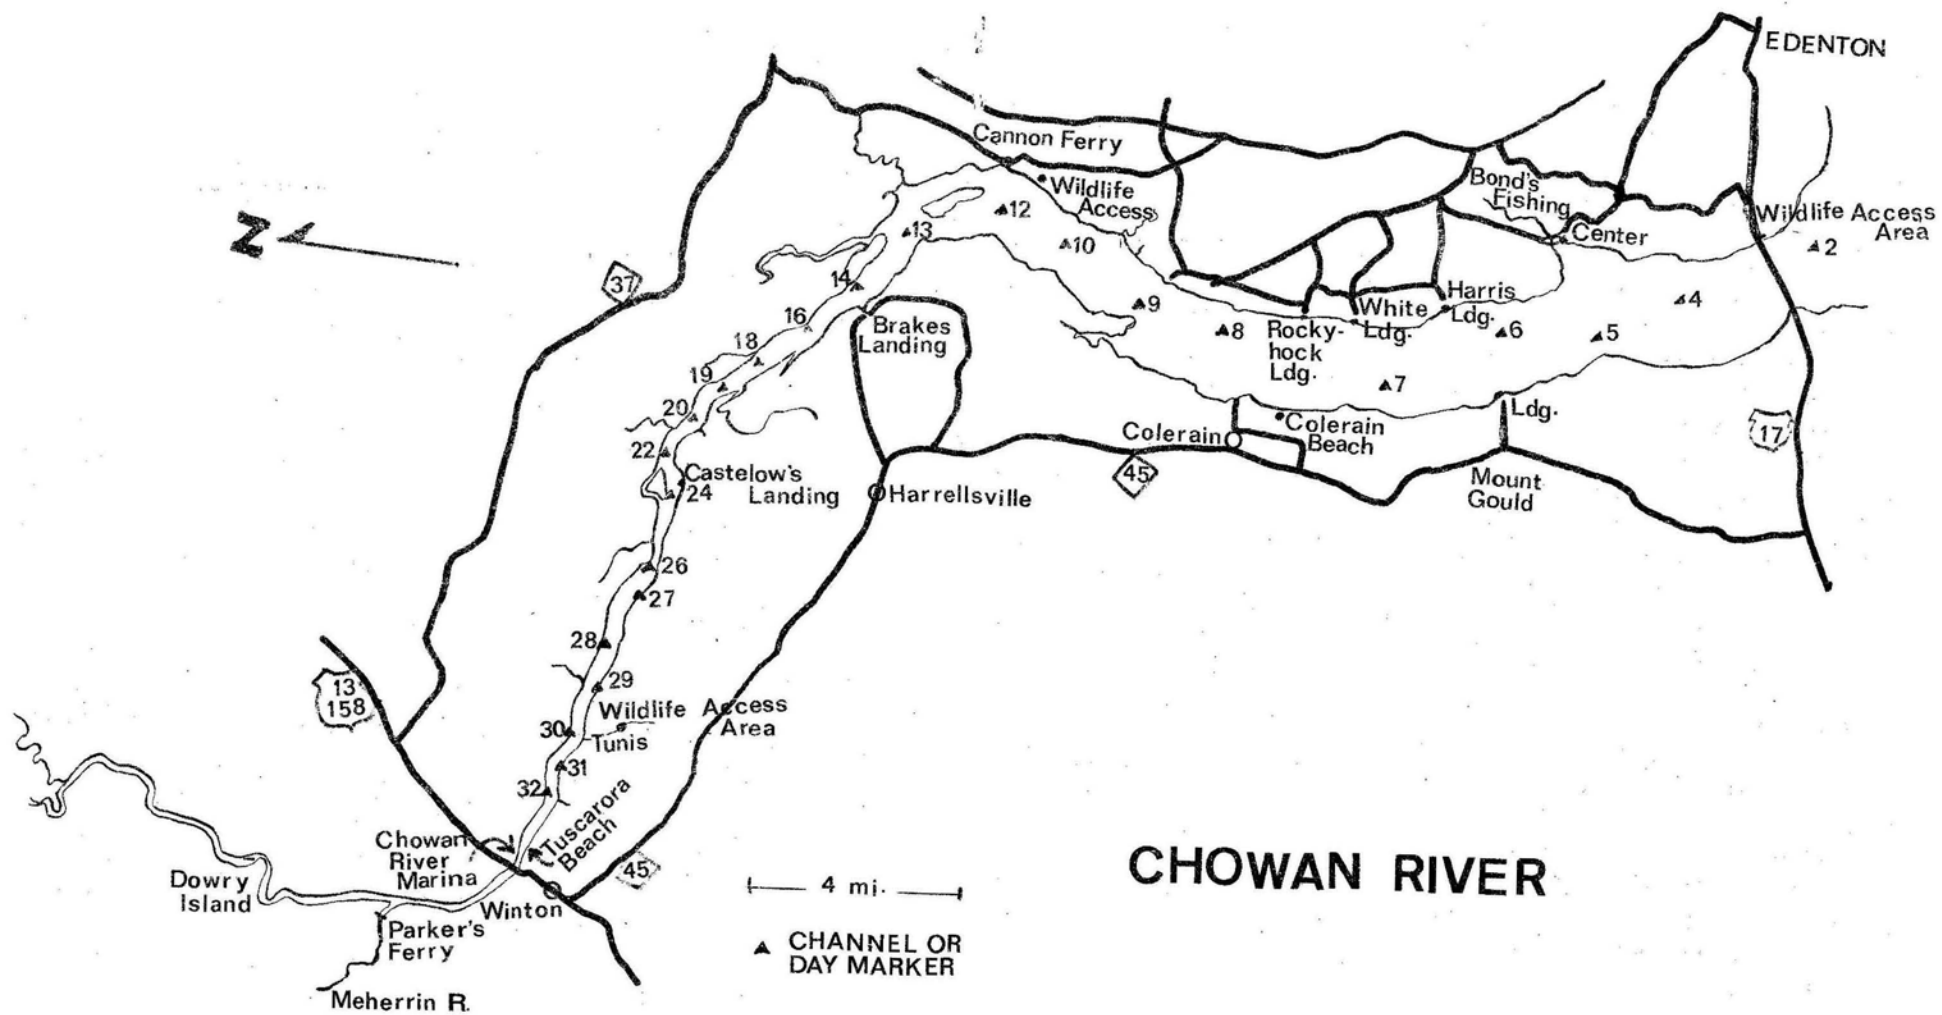 EDENTON
Cannon Ferry
Wildlife
Access
Bond's
Fishing
Center
Wildlife Access
Area
2
12
13
10
N
37
14
9
4
16
Brakes
Landing
8
Rocky-
hock
Ldg.
White
Ldg.
Harris
Ldg.
6
5
18
19
7
20
Ldg.
17
Colerain
Colerain
Beach
22
Castelow's
Landing
24
45
Harrellsville
Mount
Gould
26
27
28
29
13
158
Wildlife Access
Area
30
Tunis
31
32
Tuscarora
Beach
Chowan
River
Marina
45
Dowry
Island
Winton
Parker's
Ferry
Meherrin R.
4 mi.
CHANNEL OR
DAY MARKER
CHOWAN RIVER